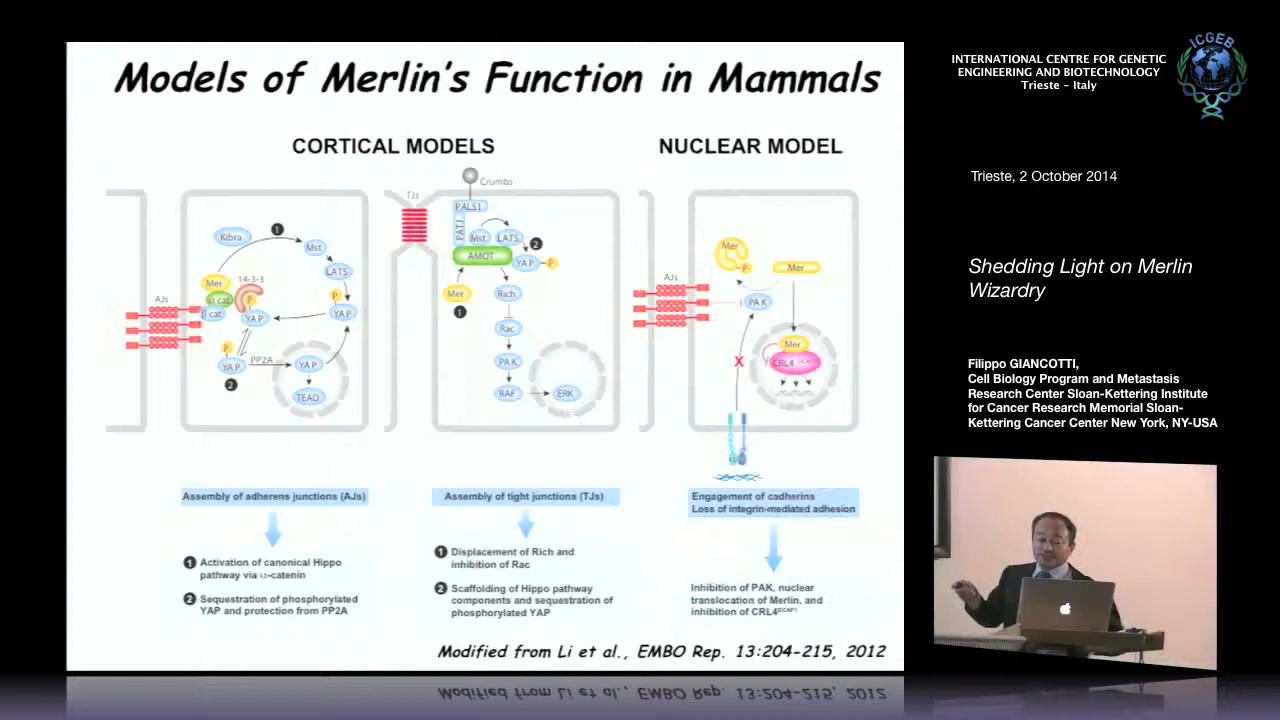 Models of Merlin's Function in Mammals
CORTICAL MODELS
NUCLEAR MODEL
Kibra
Mst
LATS
Mer
14-3-3
α cat
β cat
P
YAP
P
YAP
AJs
P
YAP
PP2A
YAP
TEAD
1
2
TJs
Crumbs
PALS1
PATJ
Mst
LATS
2
AMOT
YAP
P
Mer
1
Rich
Rac
PAK
RAF
ERK
Mer
P
Mer
AJs
PAK
X
Mer
CRL4
Assembly of adherens junctions (AJs)
1 Activation of canonical Hippo
pathway via α-catenin
2 Sequestration of phosphorylated
YAP and protection from PP2A
Assembly of tight junctions (TJs)
1 Displacement of Rich and
inhibition of Rac
2 Scaffolding of Hippo pathway
components and sequestration of
phosphorylated YAP
Engagement of cadherins
Loss of integrin-mediated adhesion
Inhibition of PAK, nuclear
translocation of Merlin, and
inhibition of CRL4DCAF1
Modified from Li et al., EMBO Rep. 13:204-215, 2012
INTERNATIONAL CENTRE FOR GENETIC
ENGINEERING AND BIOTECHNOLOGY
Trieste - Italy
ICGEB
Trieste, 2 October 2014
Shedding Light on Merlin
Wizardry
Filippo GIANCOTTI,
Cell Biology Program and Metastasis
Research Center Sloan-Kettering Institute
for Cancer Research Memorial Sloan-
Kettering Cancer Center New York, NY-USA